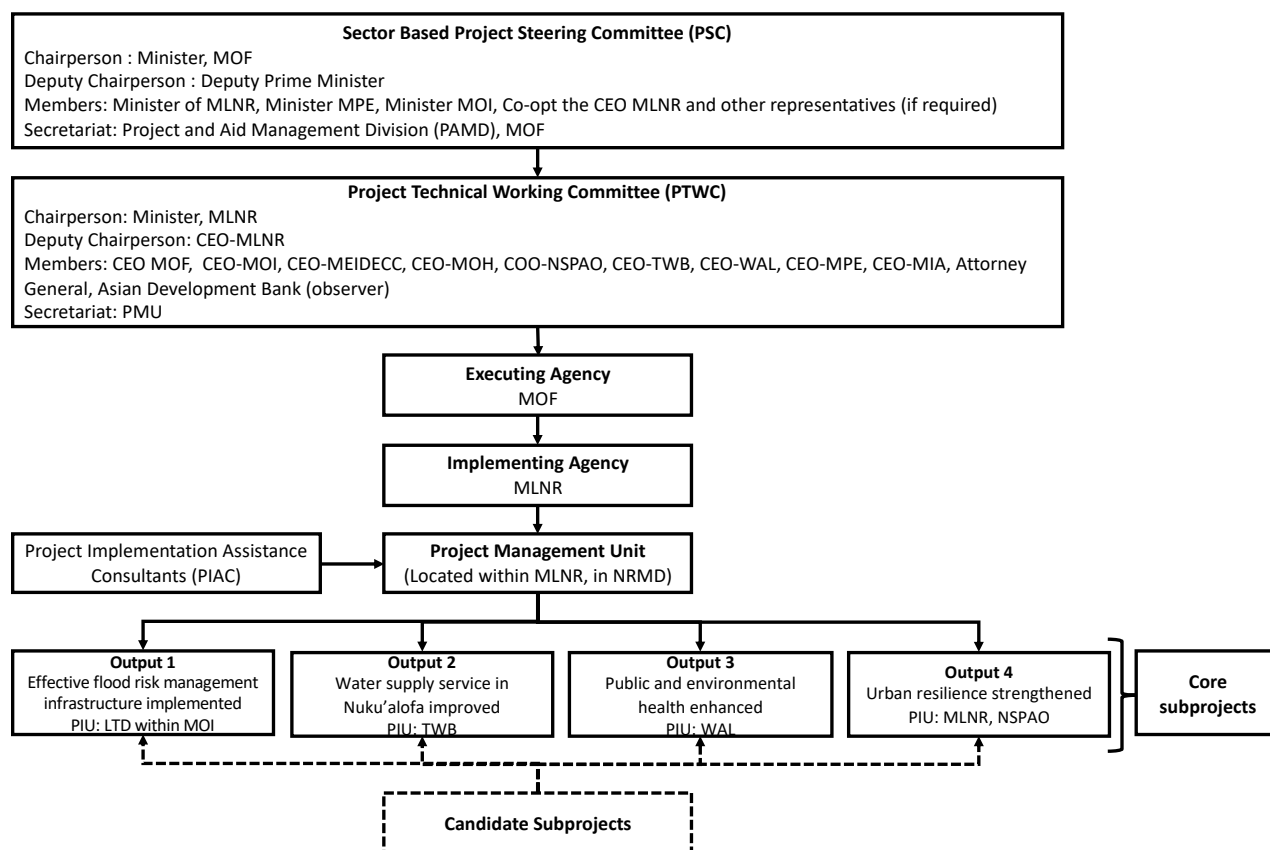 Sector Based Project Steering Committee (PSC)
Chairperson : Minister, MOF
Deputy Chairperson : Deputy Prime Minister
Members: Minister of MLNR, Minister MPE, Minister MOI, Co-opt the CEO MLNR and other representatives (if required)
Secretariat: Project and Aid Management Division (PAMD), MOF
Project Technical Working Committee (PTWC)
Chairperson: Minister, MLNR
Deputy Chairperson: CEO-MLNR
Members: CEO MOF, CEO-MOI, CEO-MEIDECC, CEO-MOH, COO-NSPAO, CEO-TWB, CEO-WAL, CEO-MPE, CEO-MIA, Attorney
General, Asian Development Bank (observer)
Secretariat: PMU
Executing Agency
MOF
Implementing Agency
MLNR
Project Implementation Assistance
Consultants (PIAC)
Project Management Unit
(Located within MLNR, in NRMD)
Output 1
Effective flood risk management
infrastructure implemented
PIU: LTD within MOI
Output 2
Water supply service in
Nuku’alofa improved
PIU: TWB
Output 3
Public and environmental
health enhanced
PIU: WAL
Output 4
Urban resilience strengthened
PIU: MLNR, NSPAO
Core
subprojects
Candidate Subprojects